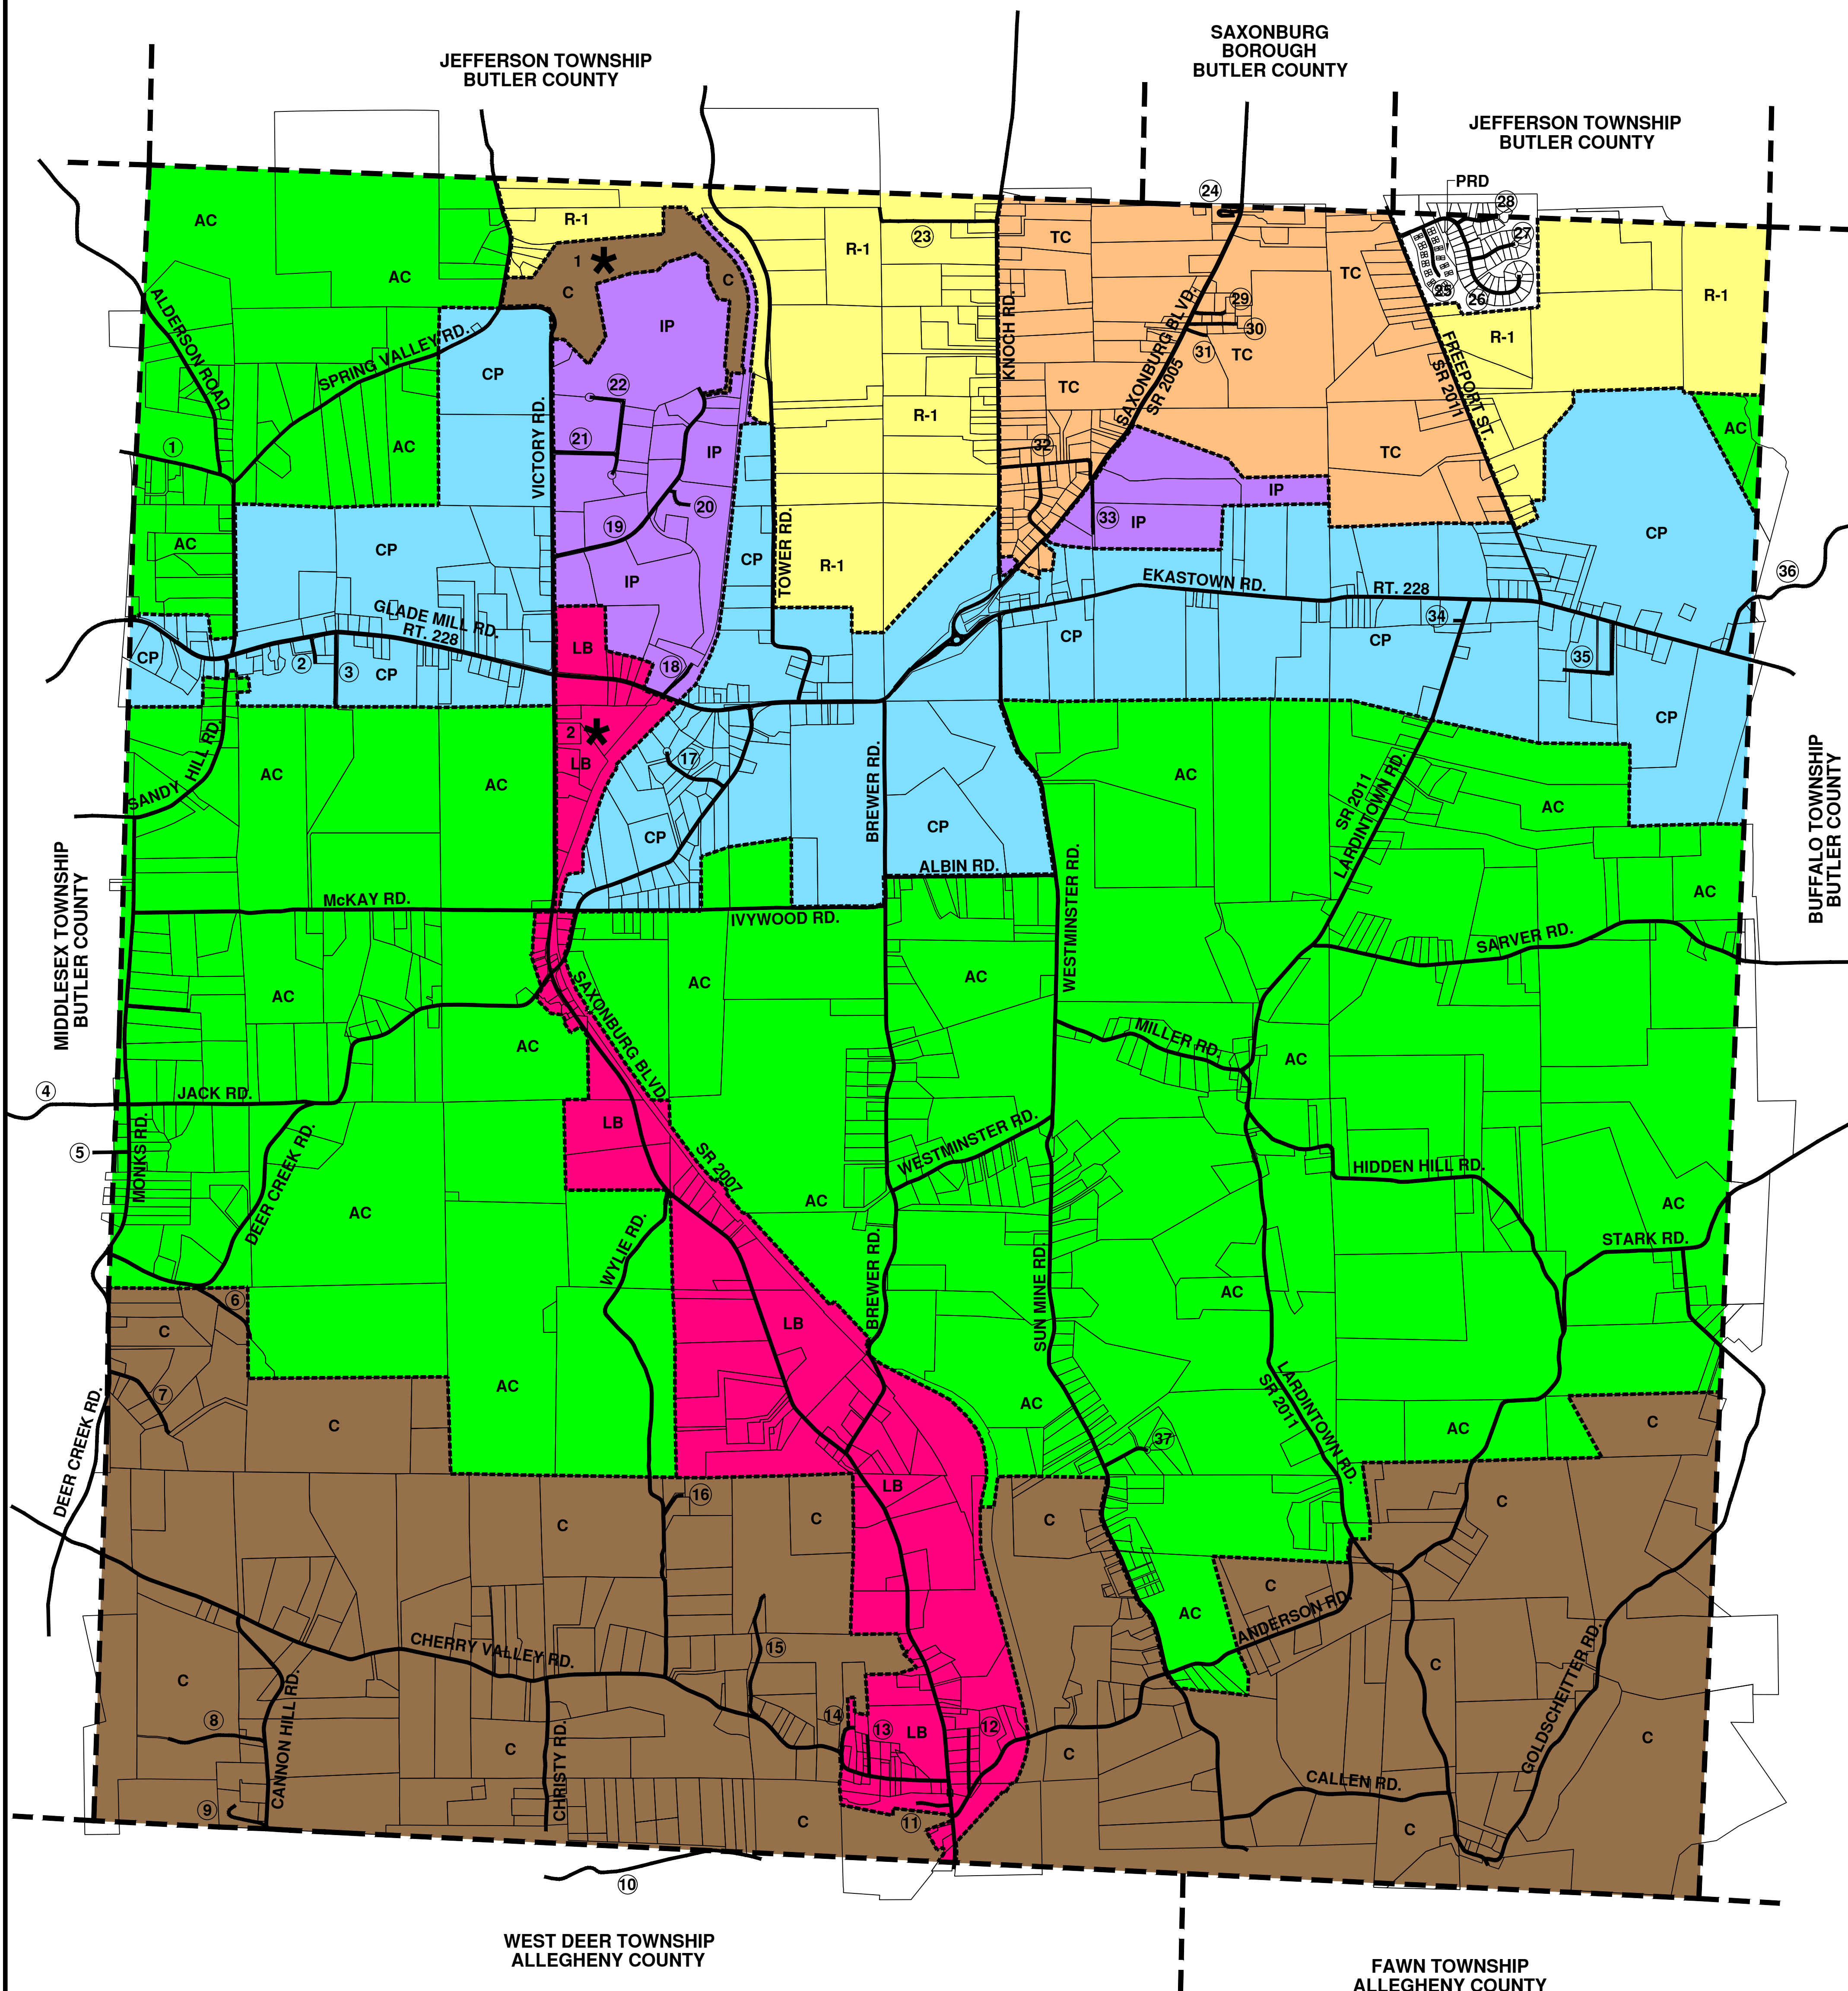 SAXONBURG
BOROUGH
BUTLER COUNTY
JEFFERSON TOWNSHIP
BUTLER COUNTY
JEFFERSON TOWNSHIP
BUTLER COUNTY
PRD
24
28
AC
R-1
23
TC
27
R-1
1
C
C
AC
TC
25
26
R-1
IP
29
30
31
TC
R-1
ALDERSON ROAD
SPRING VALLEY RD.
CP
22
KNOCH RD.
SAXONBURG BLVD.
SR 2005
FREEPORT ST.
SR 2011
TC
R-1
AC
1
AC
VICTORY RD.
21
IP
32
TC
IP
20
19
33
IP
AC
CP
CP
TOWER RD.
R-1
CP
IP
EKASTOWN RD.
RT. 228
36
GLADE MILL RD.
RT. 228
34
CP
LB
CP
CP
35
2
3
CP
18
CP
2
LB
17
SANDY HILL RD.
AC
AC
CP
BREWER RD.
CP
AC
SR 2011
LARDINTOWN RD.
AC
BUFFALO TOWNSHIP
BUTLER COUNTY
ALBIN RD.
MIDDLESEX TOWNSHIP
BUTLER COUNTY
McKAY RD.
IVYWOOD RD.
WESTMINSTER RD.
AC
SARVER RD.
AC
AC
AC
SAXONBURG BLVD.
AC
MILLER RD.
AC
4
JACK RD.
LB
5
MONKS RD.
DEER CREEK RD.
SR 2007
WESTMINSTER RD.
HIDDEN HILL RD.
AC
AC
AC
WYLIE RD.
BREWER RD.
SUN MINE RD.
STARK RD.
6
C
LB
AC
7
AC
AC
LARDINTOWN RD.
SR 2011
DEER CREEK RD.
C
37
AC
C
16
LB
C
C
C
C
C
AC
ANDERSON RD.
CHERRY VALLEY RD.
15
C
C
GOLDSCHEITTER RD.
8
CANNON HILL RD.
C
CHRISTY RD.
14
13
LB
12
C
C
CALLEN RD.
9
C
11
C
10
WEST DEER TOWNSHIP
ALLEGHENY COUNTY
FAWN TOWNSHIP
ALLEGHENY COUNTY